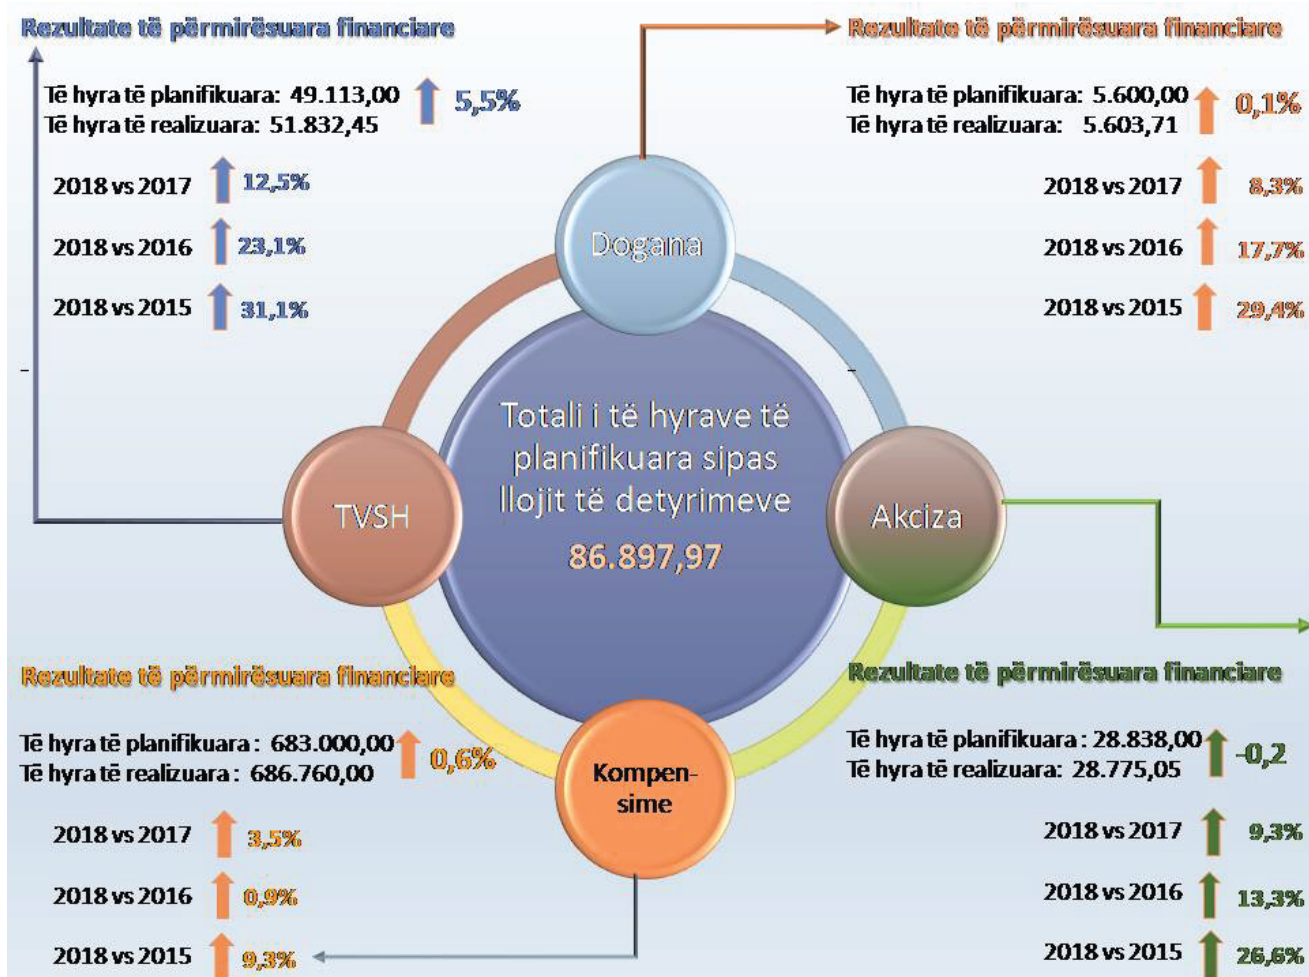 Rezultate të përmirësuara financiare
Të hyra të planifikuara: 49.113,00
Të hyra të realizuara: 51.832,45
5,5%
2018 vs 2017 12,5%
2018 vs 2016 23,1%
2018 vs 2015 31,1%
Rezultate të përmirësuara financiare
Të hyra të planifikuara: 5.600,00
Të hyra të realizuara: 5.603,71
0,1%
2018 vs 2017 8,3%
2018 vs 2016 17,7%
2018 vs 2015 29,4%
Dogana
TVSH
Totali i të hyrave të
planifikuara sipas
llojit të detyrimeve
86.897,97
Akciza
Kompen-
sime
Rezultate të përmirësuara financiare
Të hyra të planifikuara : 683.000,00
Të hyra të realizuara : 686.760,00
0,6%
2018 vs 2017 3,5%
2018 vs 2016 0,9%
2018 vs 2015 9,3%
Rezultate të përmirësuara financiare
Të hyra të planifikuara : 28.838,00
Të hyra të realizuara: 28.775,05
-0,2
2018 vs 2017 9,3%
2018 vs 2016 13,3%
2018 vs 2015 26,6%